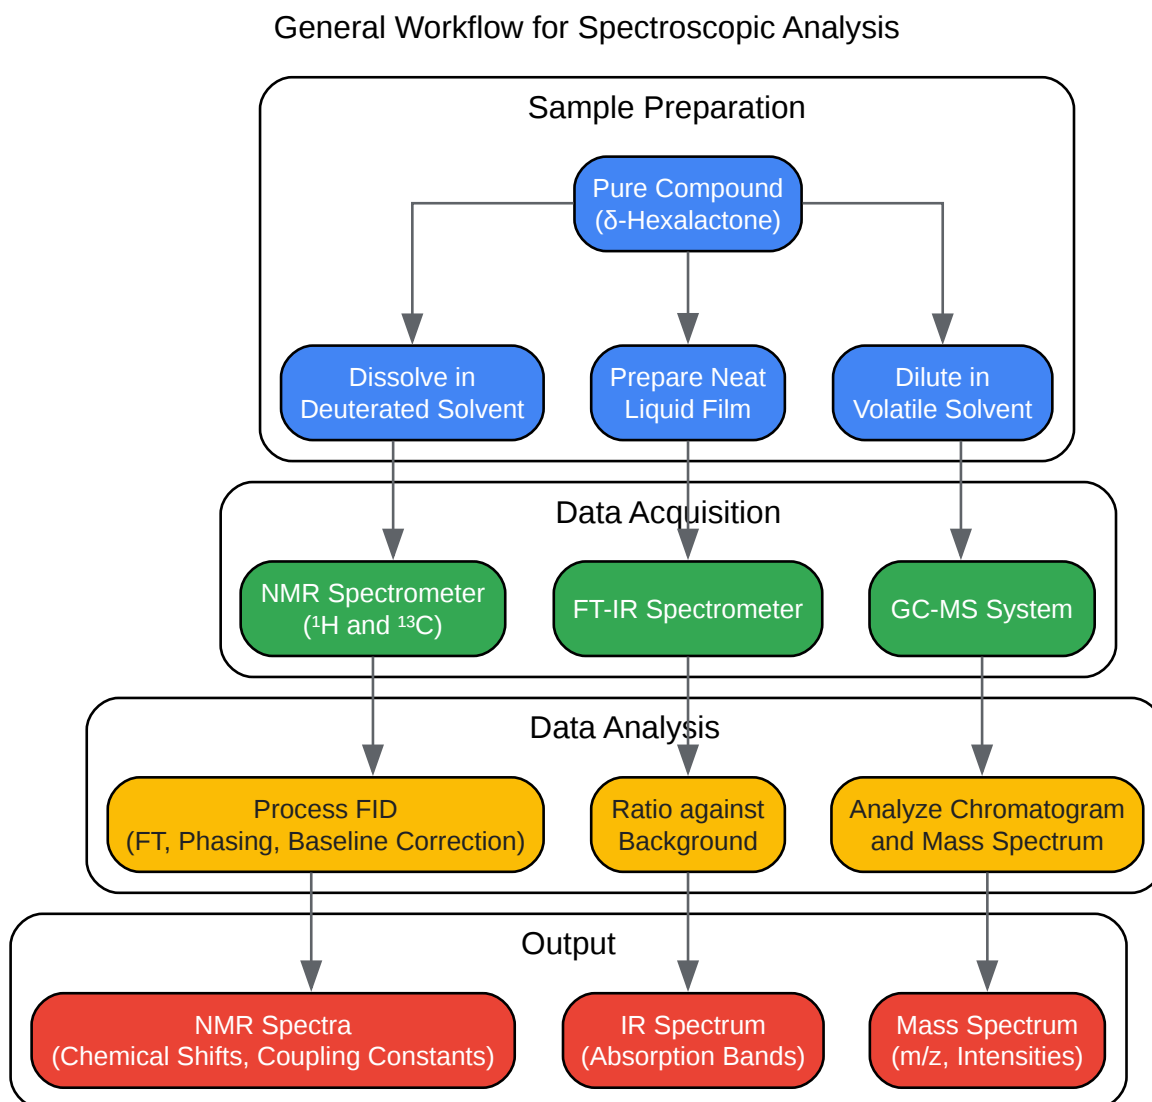 General Workflow for Spectroscopic Analysis
Sample Preparation
Pure Compound
(δ-Hexalactone)
Dissolve in
Deuterated Solvent
Prepare Neat
Liquid Film
Dilute in
Volatile Solvent
Data Acquisition
NMR Spectrometer
(¹H and ¹³C)
FT-IR Spectrometer
GC-MS System
Data Analysis
Process FID
(FT, Phasing, Baseline Correction)
Ratio against
Background
Analyze Chromatogram
and Mass Spectrum
Output
NMR Spectra
(Chemical Shifts, Coupling Constants)
IR Spectrum
(Absorption Bands)
Mass Spectrum
(m/z, Intensities)